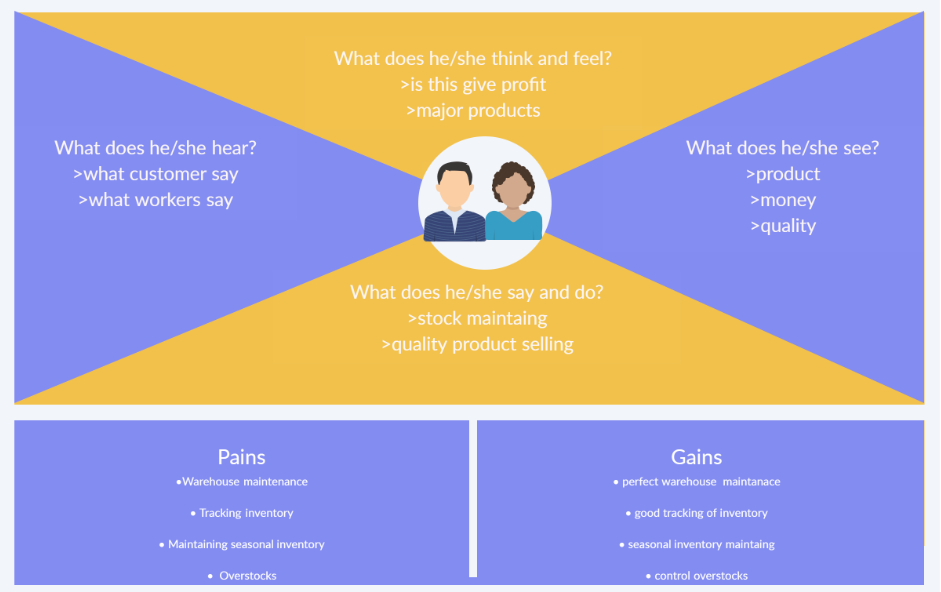 What does he/she think and feel?
>is this give profit
>major products
What does he/she hear?
>what customer say
>what workers say
What does he/she see?
>product
>money
>quality
What does he/she say and do?
>stock maintaing
>quality product selling
Pains
•Warehouse maintenance
• Tracking inventory
• Maintaining seasonal inventory
• Overstocks
Gains
• perfect warehouse maintanace
• good tracking of inventory
• seasonal inventory maintaing
• control overstocks